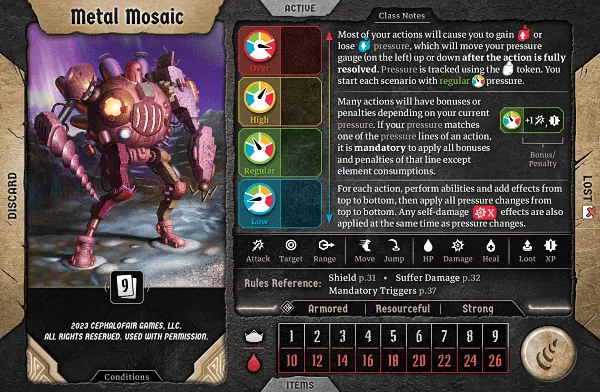 Metal Mosaic
ACTIVE
Class Notes
DISCARD
LOST
Over
High
Regular
Low
Most of your actions will cause you to gain or
lose pressure, which will move your
pressure gauge (on the left) up or down after the action is fully
resolved. Pressure is tracked using the token. You
start each scenario with regular pressure.
Many actions will have bonuses or
penalties depending on your current
pressure. If your pressure matches
one of the pressure lines of an action,
it is mandatory to apply all bonuses
and penalties of that line except
element consumptions.
+1
Bonus/
Penalty
For each action, perform abilities and add effects from
top to bottom, then apply all pressure changes from
top to bottom. Any self-damage X effects are also
applied at the same time as pressure changes.
Attack Target Range Move Jump HP Damage Heal Loot XP
Rules Reference: Shield p.31 • Suffer Damage p.32
Mandatory Triggers p.37
Armored Resourceful Strong
9
2023 CEPHALOFAIR GAMES, LLC.
ALL RIGHTS RESERVED. USED WITH PERMISSION.
1 2 3 4 5 6 7 8 9
10 12 14 16 18 20 22 24 26
Conditions
ITEMS